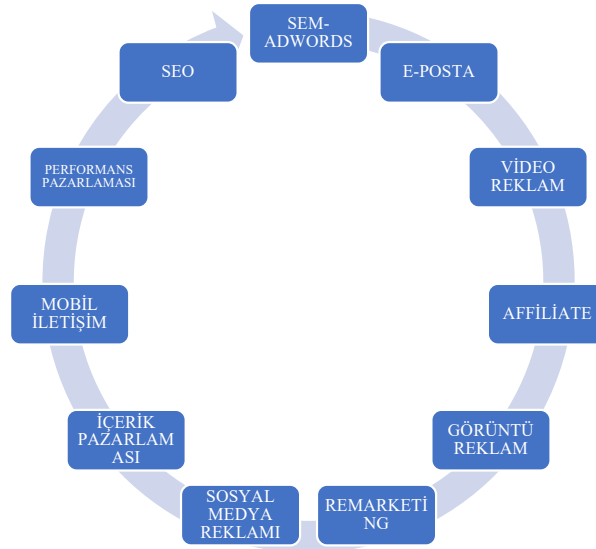 SEM-
ADWORDS
E-POSTA
VİDEO
REKLAM
AFFİLİATE
GÖRÜNTÜ
REKLAM
REMARKETİ
NG
SOSYAL
MEDYA
REKLAMI
İÇERİK
PAZARLAM
ASI
MOBİL
İLETİŞİM
PERFORMANS
PAZARLAMASI
SEO